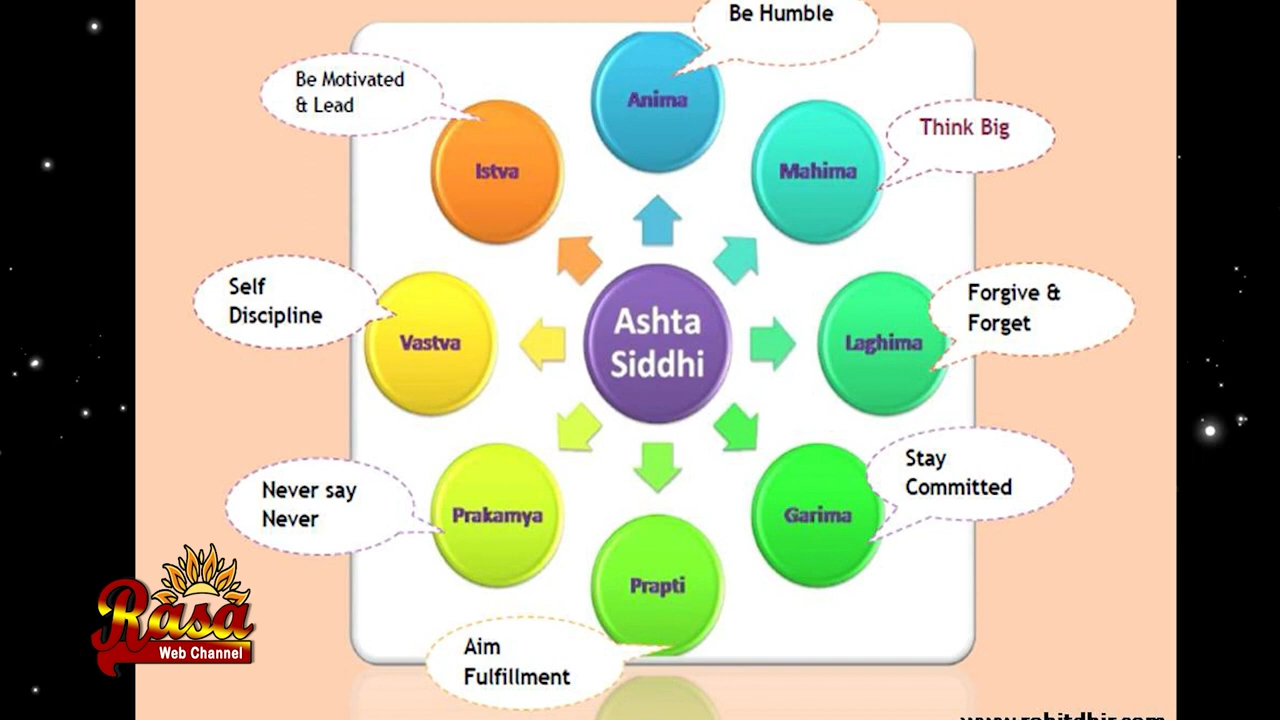 Be Humble
Anima
Be Motivated
& Lead
Istva
Mahima
Think Big
Self
Discipline
Vastva
Ashta
Siddhi
Laghima
Forgive &
Forget
Never say
Never
Prakamya
Garima
Stay
Committed
Prapti
Aim
Fulfillment
Rasa
Web Channel